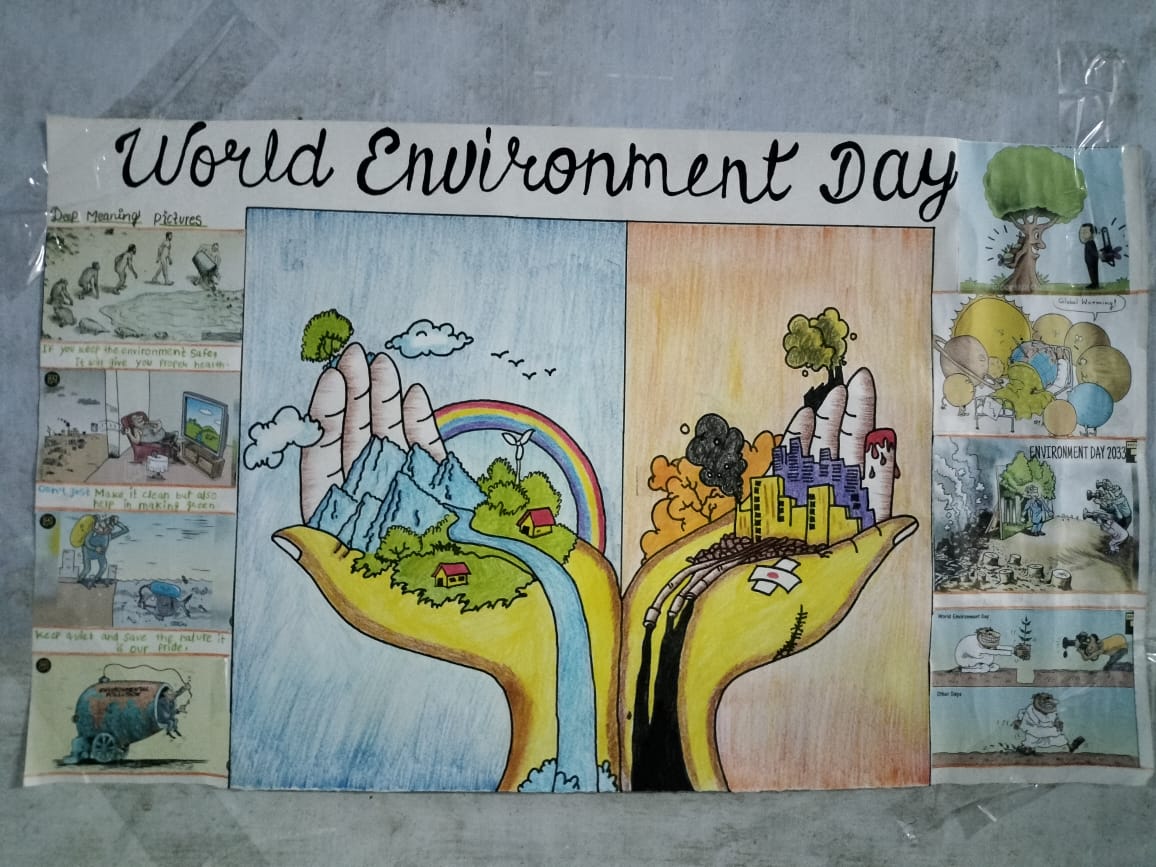 World Environment Day
Deep Meaning Pictures
If you keep the environment safe,
It will give you proper health.
Don't just Make it clean but also
help in making green
Keep quiet and save the nature it
is our pride.
ENVIRONMENTAL
POLLUTION
Global Warming!
ENVIRONMENT DAY 2033
World Environment Day
Other Days